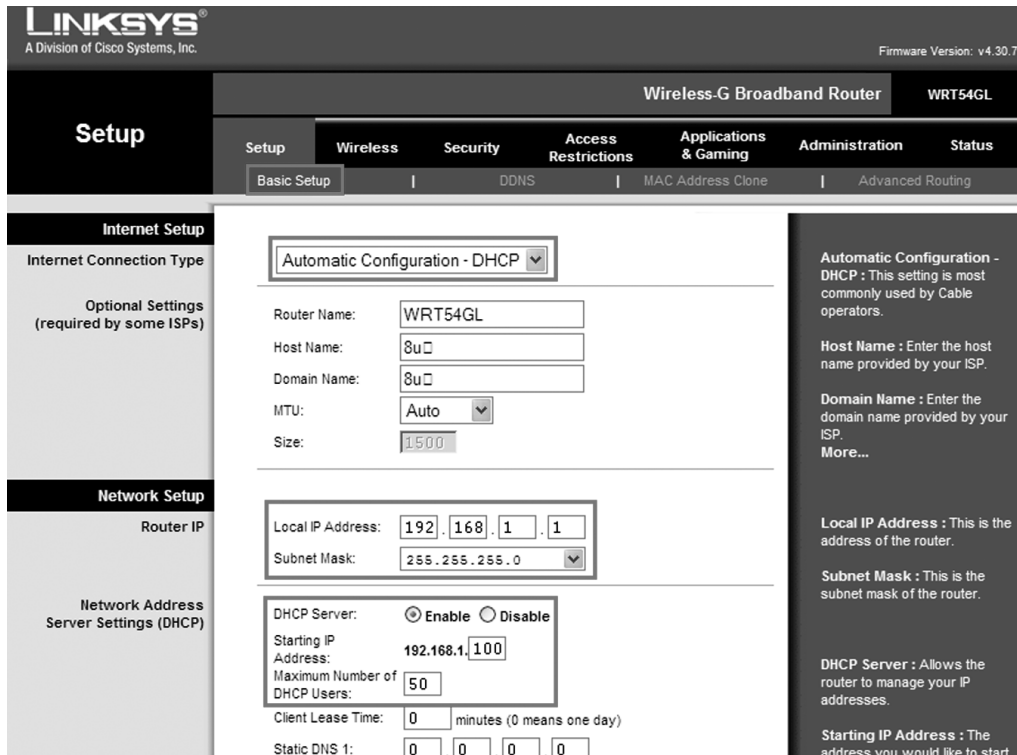 LINKSYS®
A Division of Cisco Systems, Inc.
Firmware Version: v4.30.7
Wireless-G Broadband Router WRT54GL
Setup
Setup Wireless Security Access Restrictions Applications & Gaming Administration Status
Basic Setup | DDNS | MAC Address Clone | Advanced Routing
Internet Setup
Internet Connection Type
Automatic Configuration - DHCP
Optional Settings
(required by some ISPs)
Router Name: WRT54GL
Host Name: 8u□
Domain Name: 8u□
MTU: Auto
Size: 1500
Network Setup
Router IP
Local IP Address: 192 . 168 . 1 . 1
Subnet Mask: 255.255.255.0
Network Address
Server Settings (DHCP)
DHCP Server: Enable Disable
Starting IP
Address: 192.168.1. 100
Maximum Number of
DHCP Users: 50
Client Lease Time: 0 minutes (0 means one day)
Static DNS 1: 0 . 0 . 0 . 0
Automatic Configuration -
DHCP : This setting is most
commonly used by Cable
operators.
Host Name : Enter the host
name provided by your ISP.
Domain Name : Enter the
domain name provided by your
ISP.
More...
Local IP Address : This is the
address of the router.
Subnet Mask : This is the
subnet mask of the router.
DHCP Server : Allows the
router to manage your IP
addresses.
Starting IP Address : The
address you would like to start